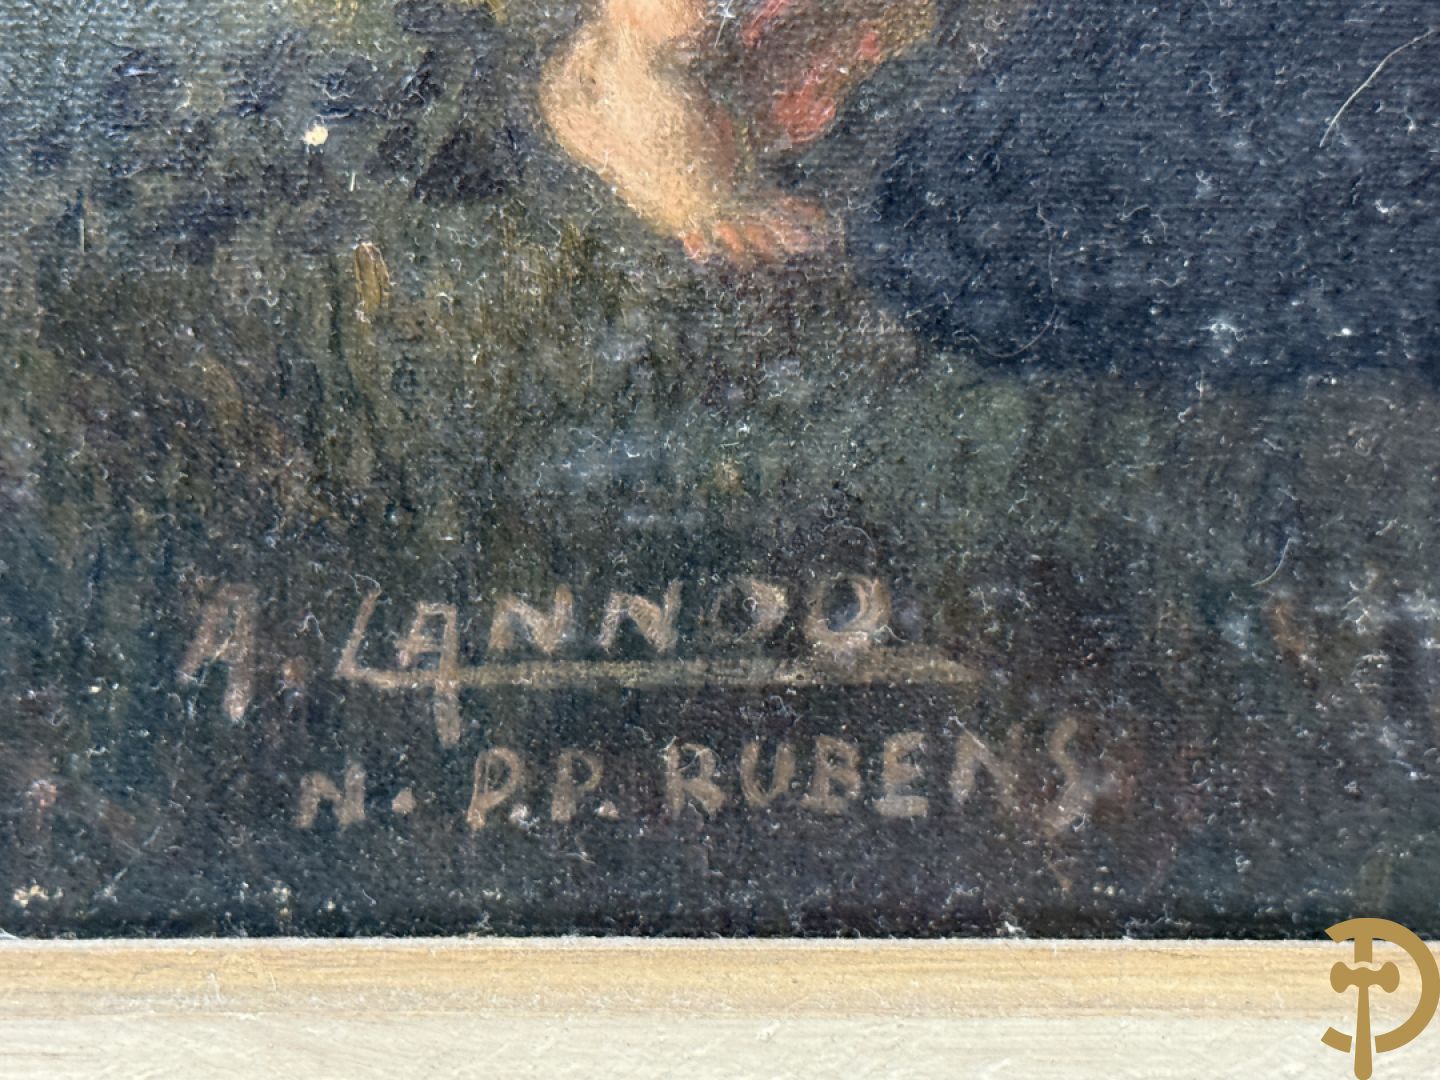 A. LANNOO
N. P.P. RUBENS